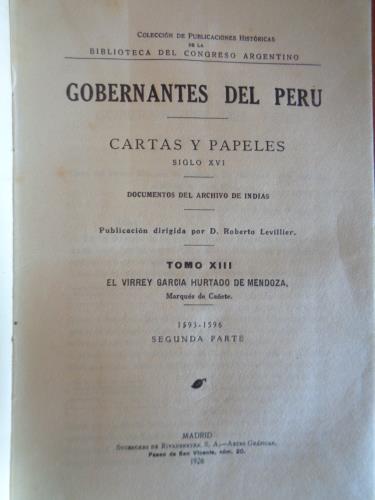 COLECCIÓN DE PUBLICACIONES HISTÓRICAS
DE LA
BIBLIOTECA DEL CONGRESO ARGENTINO
GOBERNANTES DEL PERÚ
CARTAS Y PAPELES
SIGLO XVI
DOCUMENTOS DEL ARCHIVO DE INDIAS
Publicación dirigida por D. Roberto Levillier.
TOMO XIII
EL VIRREY GARCIA HURTADO DE MENDOZA,
Marqués de Cañete.
1593-1596
SEGUNDA PARTE
MADRID
SUCESORES DE RIVADENEYRA, S. A.—ARTES GRÁFICAS.
Paseo de San Vicente, núm. 20.
1926